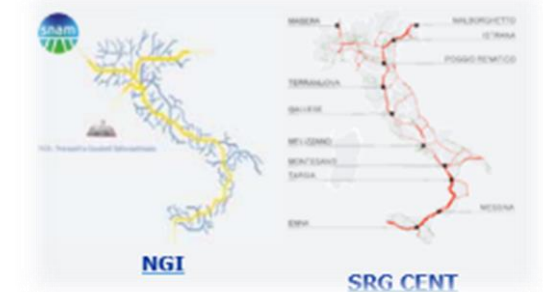 snam
NGI
MASERA
MALBORGHETTO
ISTRANA
POGGIO RENATICO
TERRANUOVA
GALLESE
MELIZZANO
MONTESANO
TARSIA
MESSINA
ENNA
SRG CENT